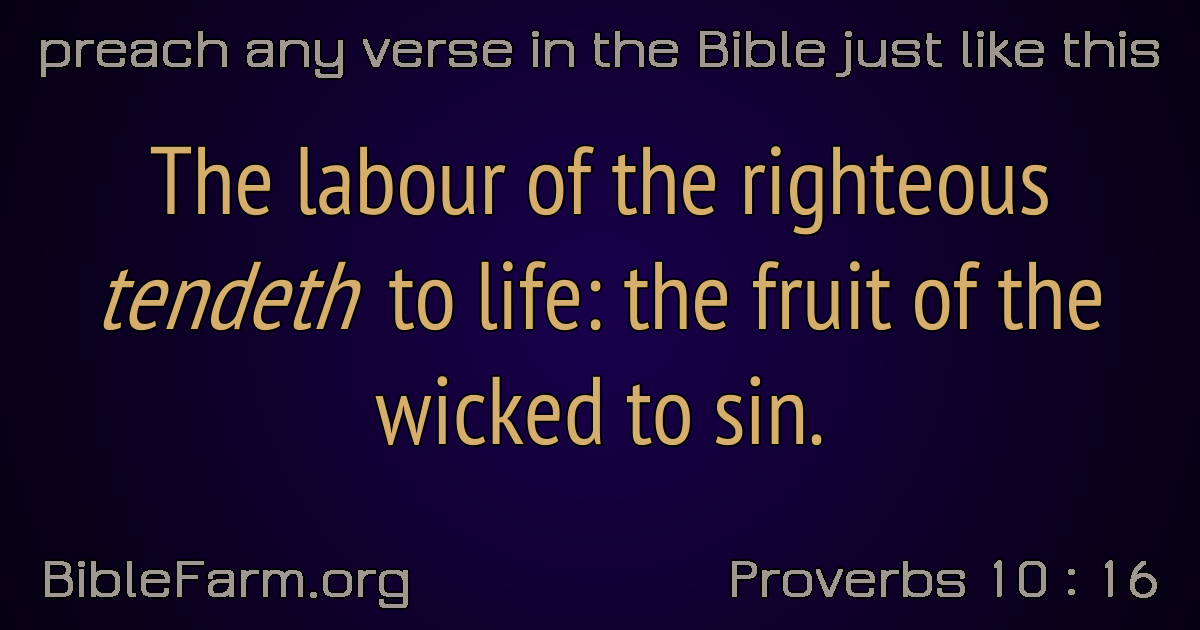 preach any verse in the Bible just like this
The labour of the righteous
tendeth to life: the fruit of the
wicked to sin.
BibleFarm.org
Proverbs 10 : 16